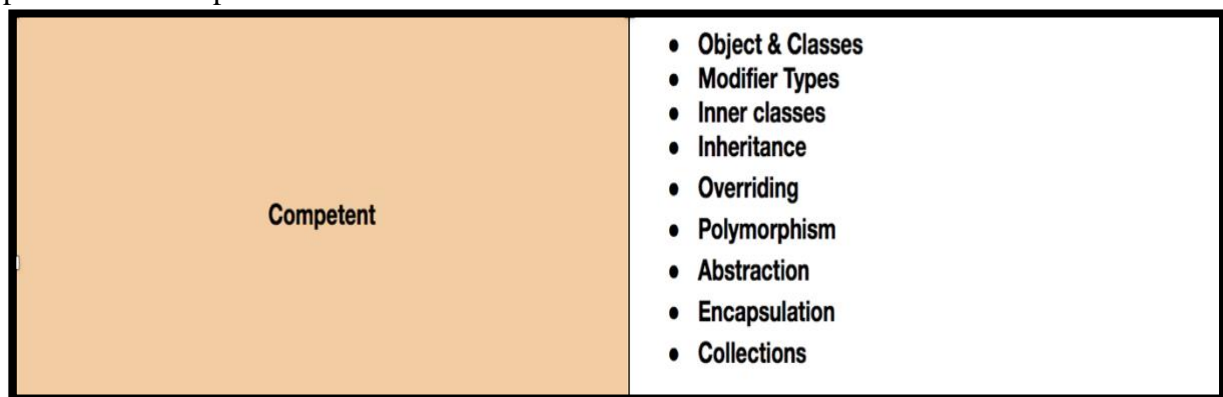 Competent
• Object & Classes
• Modifier Types
• Inner classes
• Inheritance
• Overriding
• Polymorphism
• Abstraction
• Encapsulation
• Collections